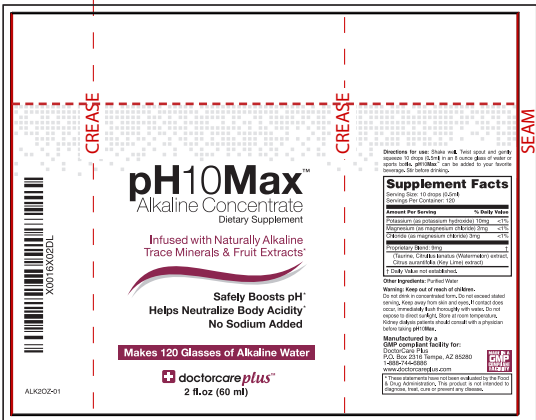 CREASE
CREASE
SEAM
X0016X02DL
ALK2OZ-01
pH10Max™
Alkaline Concentrate
Dietary Supplement
Infused with Naturally Alkaline
Trace Minerals & Fruit Extracts*
Safely Boosts pH*
Helps Neutralize Body Acidity*
No Sodium Added
Makes 120 Glasses of Alkaline Water
doctorcareplus™
2 fl.oz (60 ml)
Directions for use: Shake well. Twist spout and gently
squeeze 10 drops (0.5ml) in an 8 ounce glass of water or
sports bottle. pH10Max™ can be added to your favorite
beverage. Stir before drinking.
Supplement Facts
Serving Size: 10 drops (0.5ml)
Servings Per Container: 120
Amount Per Serving % Daily Value
Potassium (as potassium hydroxide) 10mg <1%
Magnesium (as magnesium chloride) 2mg <1%
Chloride (as magnesium chloride) 3mg <1%
Proprietary Blend: 9mg †
(Taurine, Citrullus lanatus (Watermelon) extract,
Citrus aurantifolia (Key Lime) extract)
† Daily Value not established.
Other Ingredients: Purified Water
Warning: Keep out of reach of children.
Do not drink in concentrated form. Do not exceed stated
serving. Keep away from skin and eyes. If contact does
occur, immediately flush thoroughly with water. Do not
expose to direct sunlight. Store at room temperature.
Kidney dialysis patients should consult with a physician
before taking pH10Max.
Manufactured by a
GMP compliant facility for:
DoctorCare Plus
P.O. Box 2316 Tempe, AZ 85280
1-888-744-6886
www.doctorcareplus.com
MADE IN A
GMP
COMPLIANT
FACILITY
* These statements have not been evaluated by the Food
& Drug Administration. This product is not intended to
diagnose, treat, cure or prevent any disease.